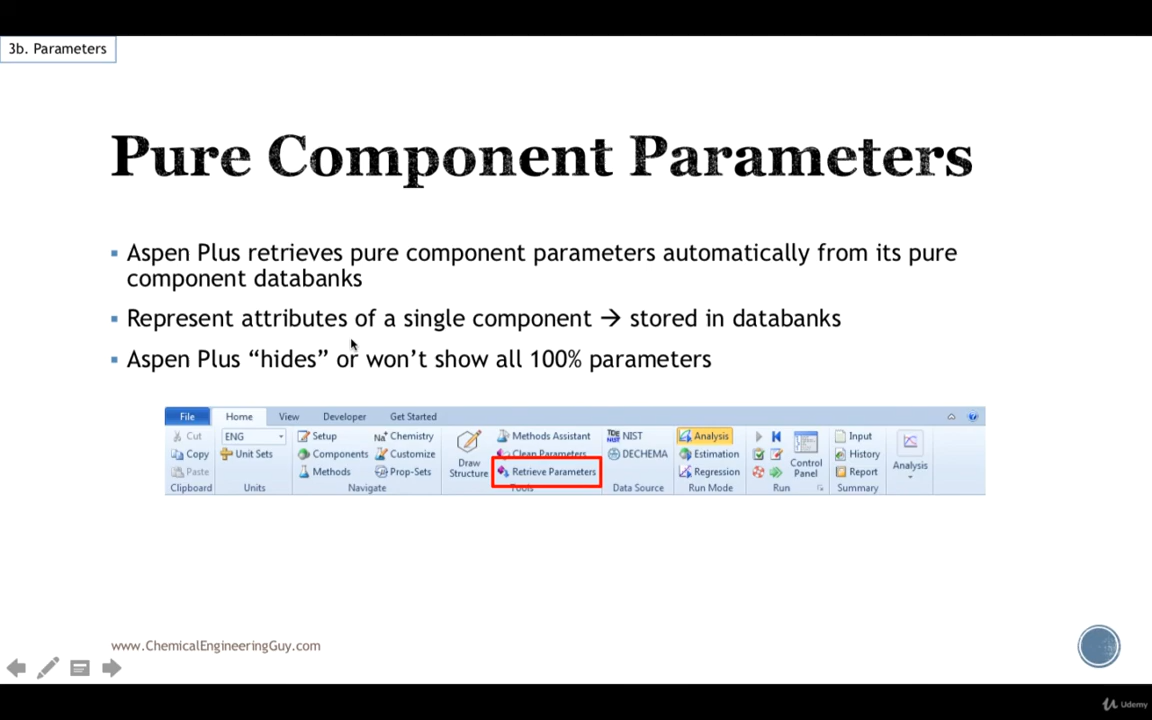 3b. Parameters
Pure Component Parameters
Aspen Plus retrieves pure component parameters automatically from its pure
component databanks
Represent attributes of a single component → stored in databanks
Aspen Plus “hides” or won’t show all 100% parameters
File Home View Developer Get Started
Cut ENG Setup Na+ Chemistry Methods Assistant TDE NIST NIST Analysis Input
Copy Unit Sets Components Customize Clean Parameters DECHEMA Estimation History
Paste Methods Prop-Sets Draw Structure Retrieve Parameters Regression Control Panel Report Analysis
Clipboard Units Navigate Tools Data Source Run Mode Run Summary
www.ChemicalEngineeringGuy.com
Udemy